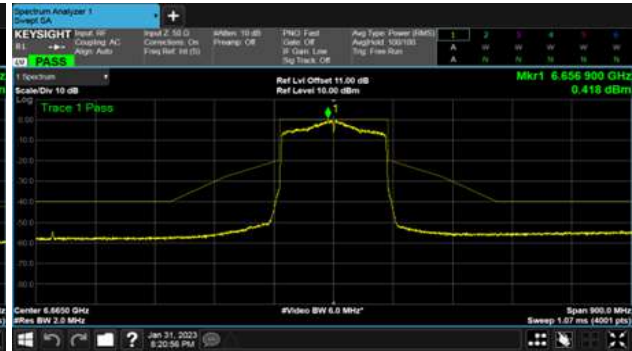 Spectrum Analyzer 1
Swept SA
+
KEYSIGHT Input: RF Input Z: 50 Ω #Atten: 10 dB PNO: Fast Avg Type: Power (RMS) 1 2 3 4 5 6
RL Coupling: AC Corrections: On Preamp: Off Gate: Off Avg|Hold: 100/100 A W W W W W
Align: Auto Freq Ref: Int (S) IF Gain: Low Trig: Free Run
LW PASS Sig Track: Off A N N N N N
1 Spectrum Ref Lvl Offset 11.00 dB Mkr1 6.656 900 GHz
Scale/Div 10 dB Ref Level 10.00 dBm 0.418 dBm
Log
Trace 1 Pass
1
0.00
-10.0
-20.0
-30.0
-40.0
-50.0
-60.0
-70.0
-80.0
Center 6.6650 GHz #Video BW 6.0 MHz* Span 900.0 MHz
#Res BW 2.0 MHz Sweep 1.07 ms (4001 pts)
? Jan 31, 2023
8:20:56 PM